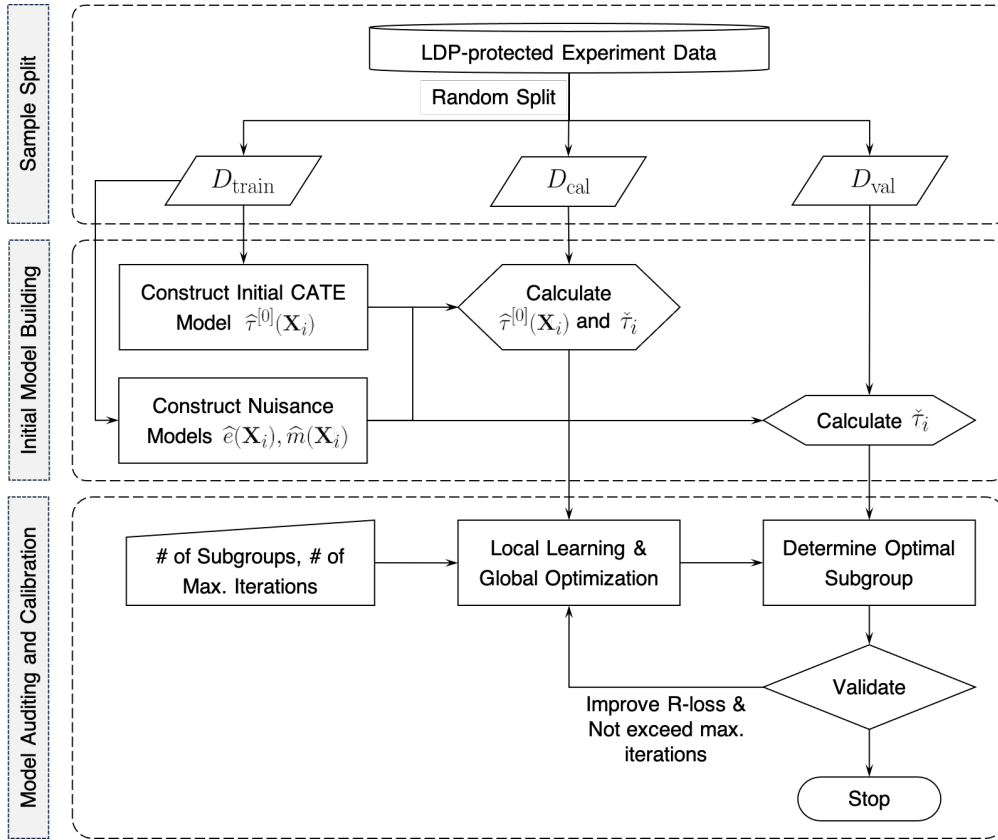 Sample Split
LDP-protected Experiment Data
Random Split
D_train
D_cal
D_val
Initial Model Building
Construct Initial CATE
Model τ̂^[0](X_i)
Calculate
τ̂^[0](X_i) and τ̌_i
Construct Nuisance
Models ê(X_i), m̂(X_i)
Calculate τ̌_i
Model Auditing and Calibration
# of Subgroups, # of
Max. Iterations
Local Learning &
Global Optimization
Determine Optimal
Subgroup
Validate
Improve R-loss &
Not exceed max.
iterations
Stop